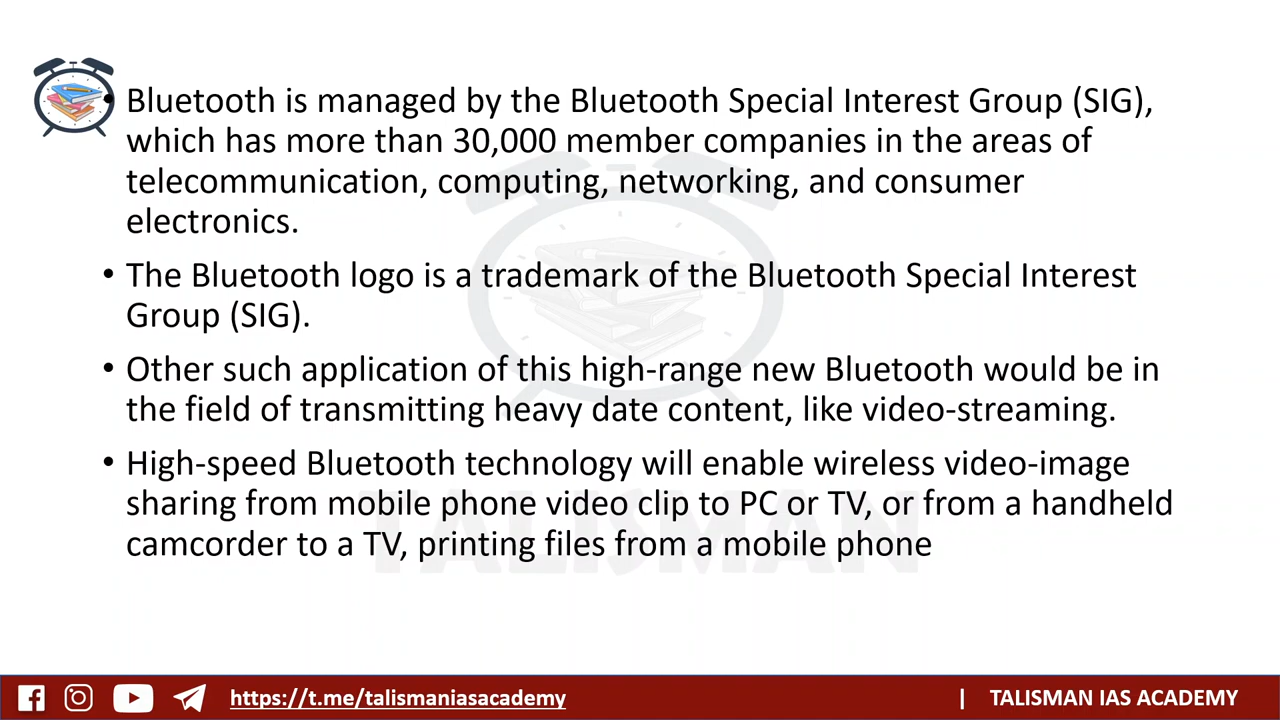 • Bluetooth is managed by the Bluetooth Special Interest Group (SIG),
which has more than 30,000 member companies in the areas of
telecommunication, computing, networking, and consumer
electronics.
• The Bluetooth logo is a trademark of the Bluetooth Special Interest
Group (SIG).
• Other such application of this high-range new Bluetooth would be in
the field of transmitting heavy date content, like video-streaming.
• High-speed Bluetooth technology will enable wireless video-image
sharing from mobile phone video clip to PC or TV, or from a handheld
camcorder to a TV, printing files from a mobile phone
TALISMAN
https://t.me/talismaniasacademy | TALISMAN IAS ACADEMY